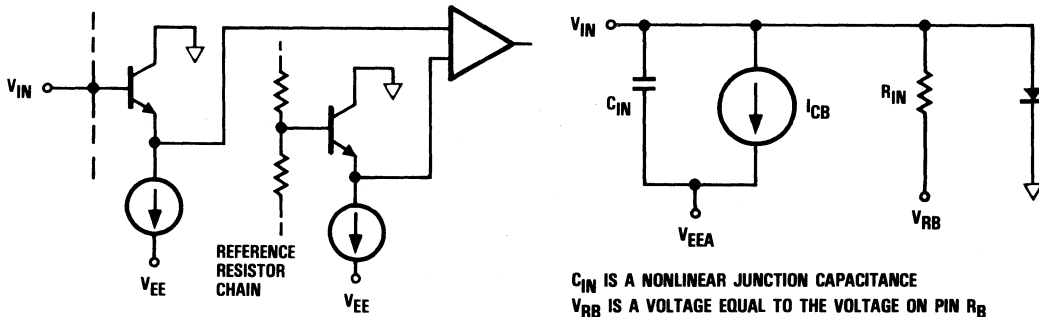 V_IN
V_EE
REFERENCE
RESISTOR
CHAIN
V_EE
V_IN
C_IN
I_CB
R_IN
V_EEA
V_RB
C_IN IS A NONLINEAR JUNCTION CAPACITANCE
V_RB IS A VOLTAGE EQUAL TO THE VOLTAGE ON PIN R_B